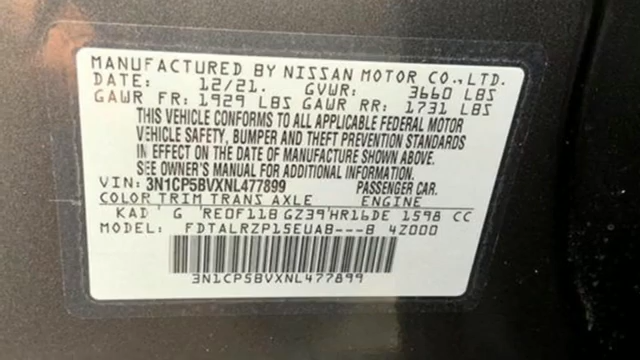 MANUFACTURED BY NISSAN MOTOR CO.,LTD.
DATE: 12/21. GVWR: 3660 LBS
GAWR FR: 1929 LBS GAWR RR: 1731 LBS
THIS VEHICLE CONFORMS TO ALL APPLICABLE FEDERAL MOTOR
VEHICLE SAFETY, BUMPER AND THEFT PREVENTION STANDARDS
IN EFFECT ON THE DATE OF MANUFACTURE SHOWN ABOVE.
SEE OWNER'S MANUAL FOR ADDITIONAL INFORMATION.
VIN: 3N1CP5BVXNL477899 PASSENGER CAR.
COLOR TRIM TRANS AXLE ENGINE
KAD G RE0F11B GZ39 HR16DE 1598 CC
MODEL: FDTALRZP15EUAB---B 4Z000
3N1CP5BVXNL477899